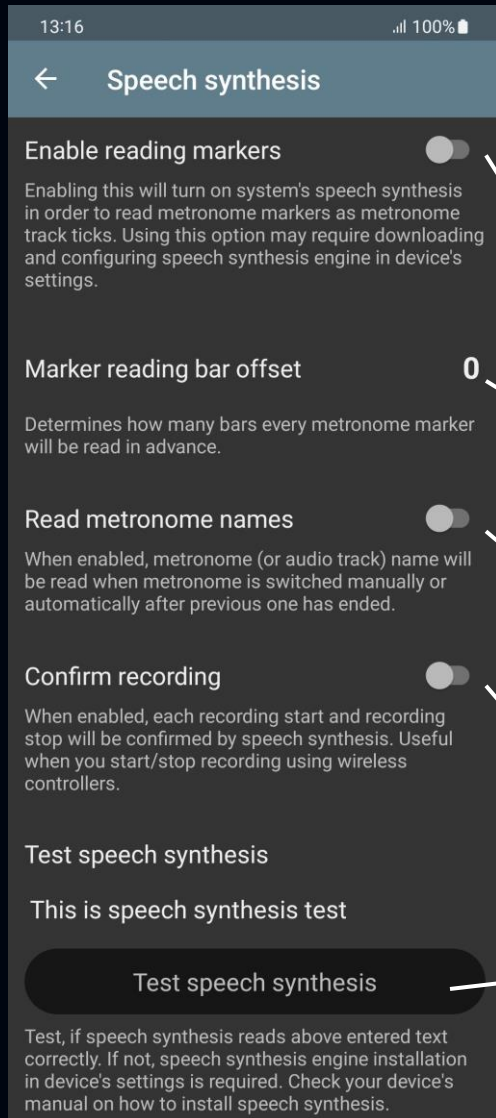 13:16 100%
Speech synthesis
Enable reading markers
Enabling this will turn on system's speech synthesis
in order to read metronome markers as metronome
track ticks. Using this option may require downloading
and configuring speech synthesis engine in device's
settings.
Marker reading bar offset 0
Determines how many bars every metronome marker
will be read in advance.
Read metronome names
When enabled, metronome (or audio track) name will
be read when metronome is switched manually or
automatically after previous one has ended.
Confirm recording
When enabled, each recording start and recording
stop will be confirmed by speech synthesis. Useful
when you start/stop recording using wireless
controllers.
Test speech synthesis
This is speech synthesis test
Test speech synthesis
Test, if speech synthesis reads above entered text
correctly. If not, speech synthesis engine installation
in device's settings is required. Check your device's
manual on how to install speech synthesis.